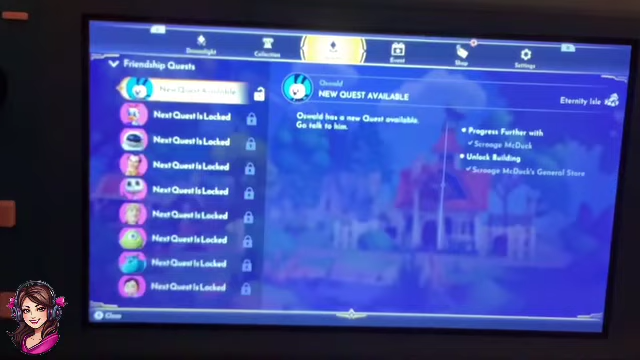 Dreamlight
Collection
Event
Shop
Settings
Friendship Quests
New Quest Available
Next Quest Is Locked
Next Quest Is Locked
Next Quest Is Locked
Next Quest Is Locked
Next Quest Is Locked
Next Quest Is Locked
Next Quest Is Locked
Next Quest Is Locked
Oswald
NEW QUEST AVAILABLE
Eternity Isle
Oswald has a new Quest available.
Go talk to him.
Progress Further with
Scrooge McDuck
Unlock Building
Scrooge McDuck's General Store
Close